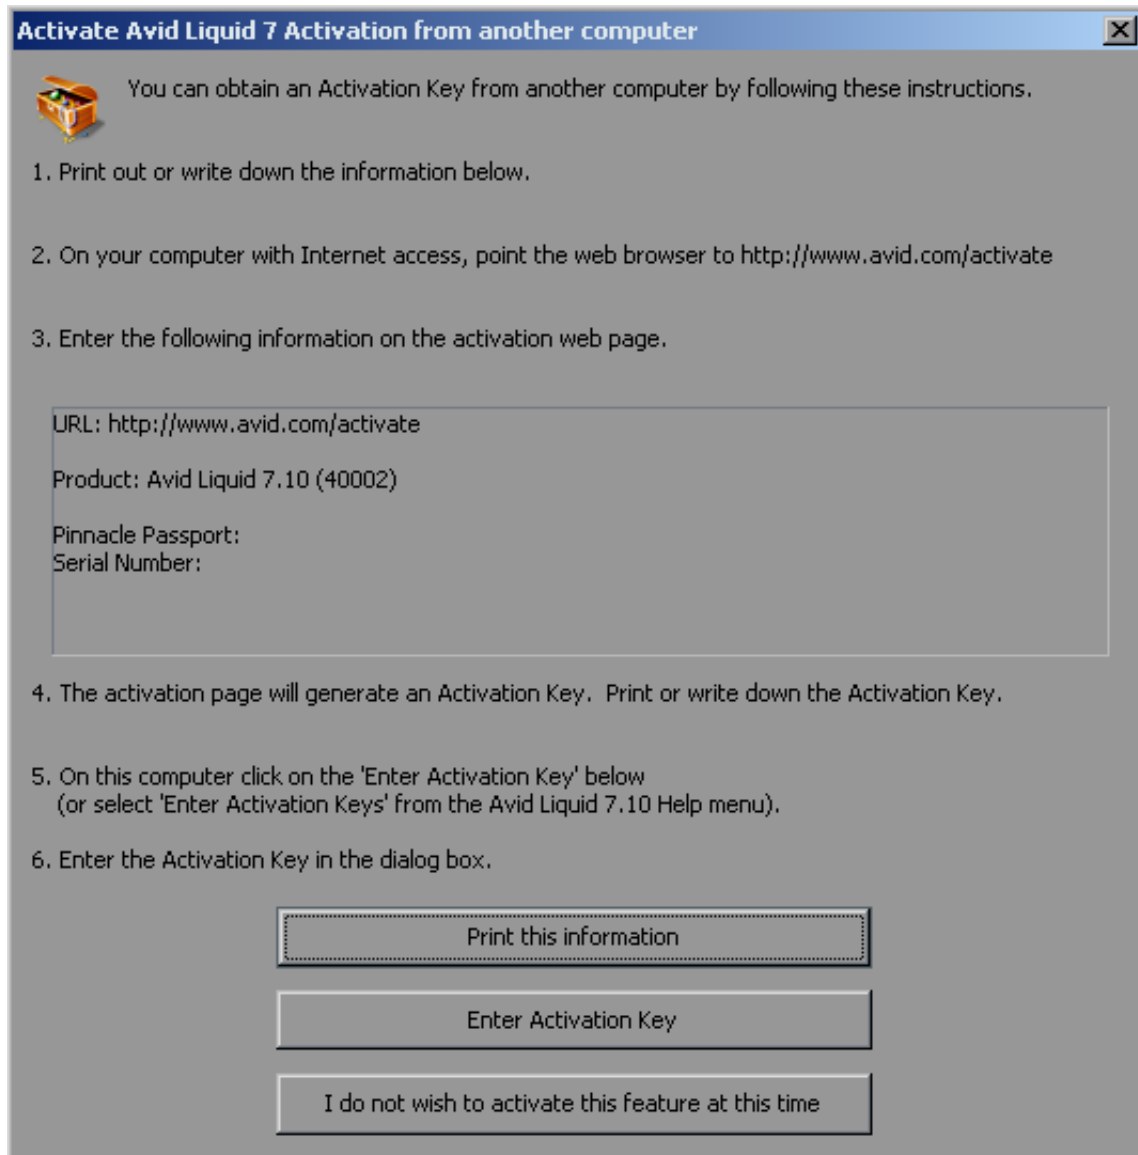 Activate Avid Liquid 7 Activation from another computer
You can obtain an Activation Key from another computer by following these instructions.
1. Print out or write down the information below.
2. On your computer with Internet access, point the web browser to http://www.avid.com/activate
3. Enter the following information on the activation web page.
URL: http://www.avid.com/activate
Product: Avid Liquid 7.10 (40002)
Pinnacle Passport:
Serial Number:
4. The activation page will generate an Activation Key.  Print or write down the Activation Key.
5. On this computer click on the 'Enter Activation Key' below
(or select 'Enter Activation Keys' from the Avid Liquid 7.10 Help menu).
6. Enter the Activation Key in the dialog box.
Print this information
Enter Activation Key
I do not wish to activate this feature at this time